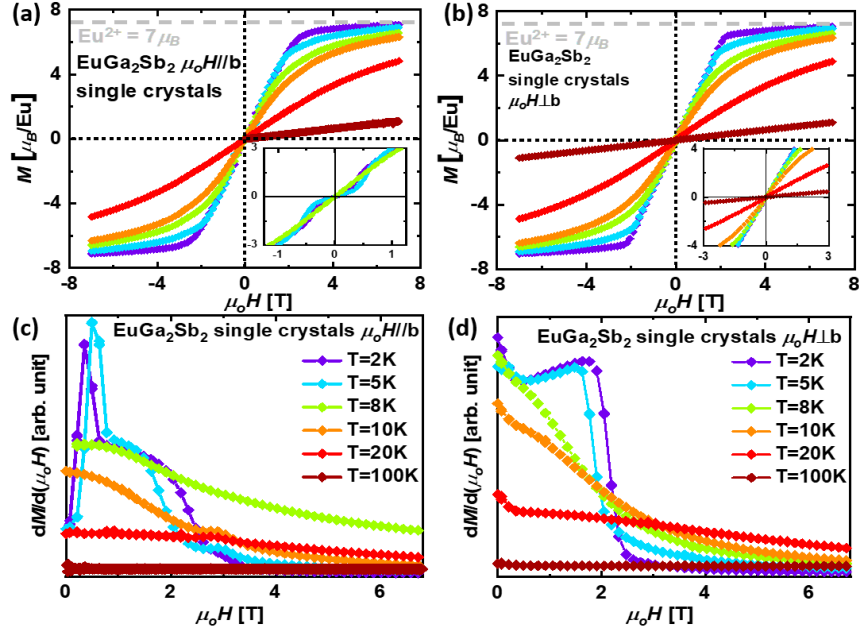 (a)
Eu2+ = 7μB
EuGa2Sb2 μoH//b
single crystals
M [μB/Eu]
8
4
0
-4
-8
-8 -4 0 4 8
μoH [T]
3
0
-3
-1 0 1
(b)
Eu2+ = 7μB
EuGa2Sb2
single crystals
μoH⊥b
M [μB/Eu]
8
4
0
-4
-8
-8 -4 0 4 8
μoH [T]
4
0
-4
-3 0 3
(c)
EuGa2Sb2 single crystals μoH//b
T=2K
T=5K
T=8K
T=10K
T=20K
T=100K
dM/d(μoH) [arb. unit]
0 2 4 6
μoH [T]
(d)
EuGa2Sb2 single crystals μoH⊥b
T=2K
T=5K
T=8K
T=10K
T=20K
T=100K
dM/d(μoH) [arb. unit]
0 2 4 6
μoH [T]